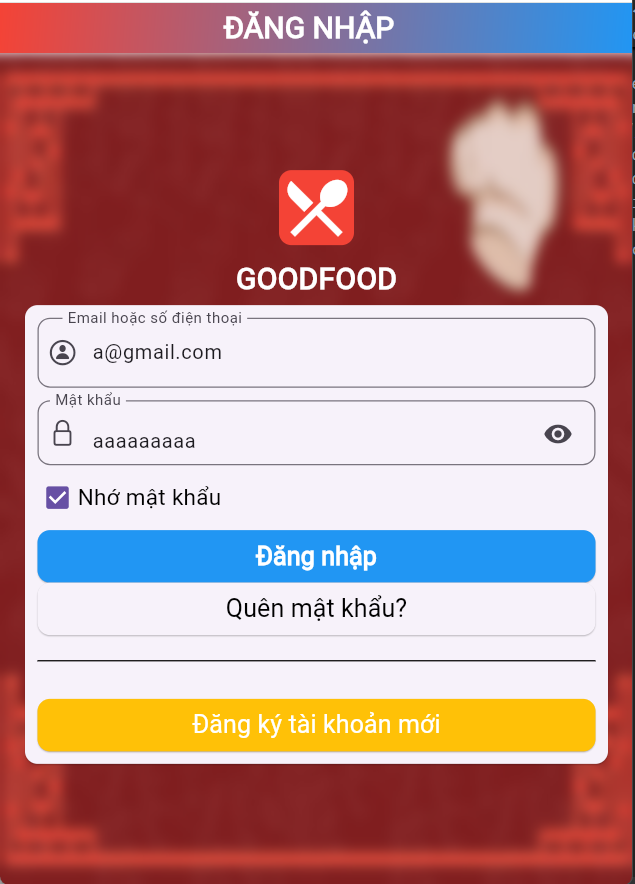 ĐĂNG NHẬP
GOODFOOD
Email hoặc số điện thoại
a@gmail.com
Mật khẩu
aaaaaaaaa
Nhớ mật khẩu
Đăng nhập
Quên mật khẩu?
Đăng ký tài khoản mới